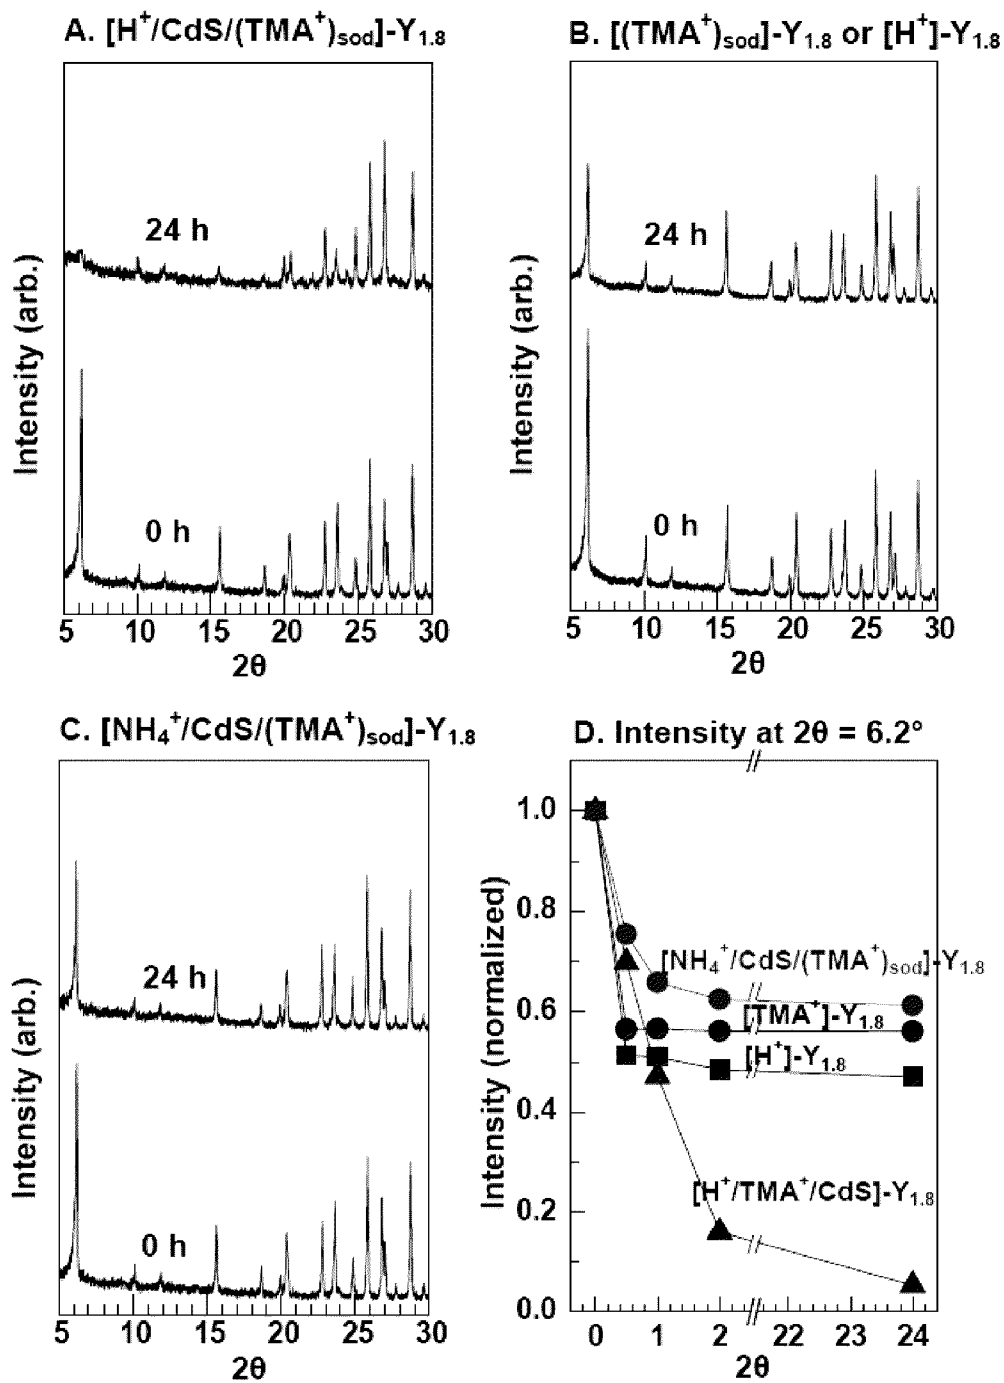 A. [H⁺/CdS/(TMA⁺)sod]-Y1.8
Intensity (arb.)
24 h
0 h
5 10 15 20 25 30
2θ
B. [(TMA⁺)sod]-Y1.8 or [H⁺]-Y1.8
Intensity (arb.)
24 h
0 h
5 10 15 20 25 30
2θ
C. [NH4⁺/CdS/(TMA⁺)sod]-Y1.8
Intensity (arb.)
24 h
0 h
5 10 15 20 25 30
2θ
D. Intensity at 2θ = 6.2°
Intensity (normalized)
1.0
0.8
0.6
0.4
0.2
0.0
[NH4⁺/CdS/(TMA⁺)sod]-Y1.8
[TMA⁺]-Y1.8
[H⁺]-Y1.8
[H⁺/TMA⁺/CdS]-Y1.8
0 1 2 22 23 24
2θ